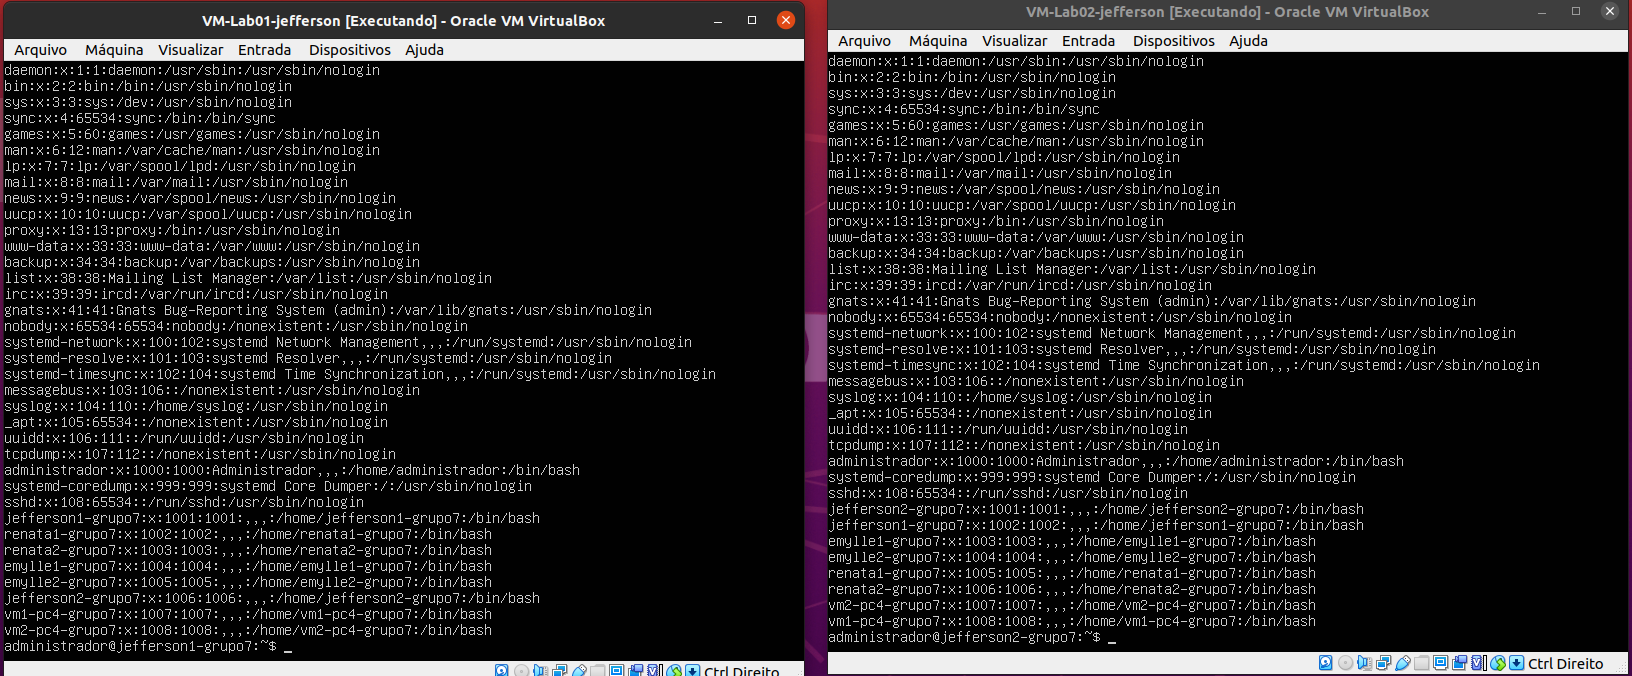 VM-Lab01-jefferson [Executando] - Oracle VM VirtualBox
Arquivo Máquina Visualizar Entrada Dispositivos Ajuda
daemon:x:1:1:daemon:/usr/sbin:/usr/sbin/nologin
bin:x:2:2:bin:/bin:/usr/sbin/nologin
sys:x:3:3:sys:/dev:/usr/sbin/nologin
sync:x:4:65534:sync:/bin:/bin/sync
games:x:5:60:games:/usr/games:/usr/sbin/nologin
man:x:6:12:man:/var/cache/man:/usr/sbin/nologin
lp:x:7:7:lp:/var/spool/lpd:/usr/sbin/nologin
mail:x:8:8:mail:/var/mail:/usr/sbin/nologin
news:x:9:9:news:/var/spool/news:/usr/sbin/nologin
uucp:x:10:10:uucp:/var/spool/uucp:/usr/sbin/nologin
proxy:x:13:13:proxy:/bin:/usr/sbin/nologin
www-data:x:33:33:www-data:/var/www:/usr/sbin/nologin
backup:x:34:34:backup:/var/backups:/usr/sbin/nologin
list:x:38:38:Mailing List Manager:/var/list:/usr/sbin/nologin
irc:x:39:39:ircd:/var/run/ircd:/usr/sbin/nologin
gnats:x:41:41:Gnats Bug-Reporting System (admin):/var/lib/gnats:/usr/sbin/nologin
nobody:x:65534:65534:nobody:/nonexistent:/usr/sbin/nologin
systemd-network:x:100:102:systemd Network Management,,,:/run/systemd:/usr/sbin/nologin
systemd-resolve:x:101:103:systemd Resolver,,,:/run/systemd:/usr/sbin/nologin
systemd-timesync:x:102:104:systemd Time Synchronization,,,:/run/systemd:/usr/sbin/nologin
messagebus:x:103:106::/nonexistent:/usr/sbin/nologin
syslog:x:104:110::/home/syslog:/usr/sbin/nologin
_apt:x:105:65534::/nonexistent:/usr/sbin/nologin
uuidd:x:106:111::/run/uuidd:/usr/sbin/nologin
tcpdump:x:107:112::/nonexistent:/usr/sbin/nologin
administrador:x:1000:1000:Administrador,,,:/home/administrador:/bin/bash
systemd-coredump:x:999:999:systemd Core Dumper:/:/usr/sbin/nologin
sshd:x:108:65534::/run/sshd:/usr/sbin/nologin
jefferson1-grupo7:x:1001:1001:,,,:/home/jefferson1-grupo7:/bin/bash
renata1-grupo7:x:1002:1002:,,,:/home/renata1-grupo7:/bin/bash
renata2-grupo7:x:1003:1003:,,,:/home/renata2-grupo7:/bin/bash
emylle1-grupo7:x:1004:1004:,,,:/home/emylle1-grupo7:/bin/bash
emylle2-grupo7:x:1005:1005:,,,:/home/emylle2-grupo7:/bin/bash
jefferson2-grupo7:x:1006:1006:,,,:/home/jefferson2-grupo7:/bin/bash
vm1-pc4-grupo7:x:1007:1007:,,,:/home/vm1-pc4-grupo7:/bin/bash
vm2-pc4-grupo7:x:1008:1008:,,,:/home/vm2-pc4-grupo7:/bin/bash
administrador@jefferson1-grupo7:~$ _
Ctrl Direito
VM-Lab02-jefferson [Executando] - Oracle VM VirtualBox
Arquivo Máquina Visualizar Entrada Dispositivos Ajuda
daemon:x:1:1:daemon:/usr/sbin:/usr/sbin/nologin
bin:x:2:2:bin:/bin:/usr/sbin/nologin
sys:x:3:3:sys:/dev:/usr/sbin/nologin
sync:x:4:65534:sync:/bin:/bin/sync
games:x:5:60:games:/usr/games:/usr/sbin/nologin
man:x:6:12:man:/var/cache/man:/usr/sbin/nologin
lp:x:7:7:lp:/var/spool/lpd:/usr/sbin/nologin
mail:x:8:8:mail:/var/mail:/usr/sbin/nologin
news:x:9:9:news:/var/spool/news:/usr/sbin/nologin
uucp:x:10:10:uucp:/var/spool/uucp:/usr/sbin/nologin
proxy:x:13:13:proxy:/bin:/usr/sbin/nologin
www-data:x:33:33:www-data:/var/www:/usr/sbin/nologin
backup:x:34:34:backup:/var/backups:/usr/sbin/nologin
list:x:38:38:Mailing List Manager:/var/list:/usr/sbin/nologin
irc:x:39:39:ircd:/var/run/ircd:/usr/sbin/nologin
gnats:x:41:41:Gnats Bug-Reporting System (admin):/var/lib/gnats:/usr/sbin/nologin
nobody:x:65534:65534:nobody:/nonexistent:/usr/sbin/nologin
systemd-network:x:100:102:systemd Network Management,,,:/run/systemd:/usr/sbin/nologin
systemd-resolve:x:101:103:systemd Resolver,,,:/run/systemd:/usr/sbin/nologin
systemd-timesync:x:102:104:systemd Time Synchronization,,,:/run/systemd:/usr/sbin/nologin
messagebus:x:103:106::/nonexistent:/usr/sbin/nologin
syslog:x:104:110::/home/syslog:/usr/sbin/nologin
_apt:x:105:65534::/nonexistent:/usr/sbin/nologin
uuidd:x:106:111::/run/uuidd:/usr/sbin/nologin
tcpdump:x:107:112::/nonexistent:/usr/sbin/nologin
administrador:x:1000:1000:Administrador,,,:/home/administrador:/bin/bash
systemd-coredump:x:999:999:systemd Core Dumper:/:/usr/sbin/nologin
sshd:x:108:65534::/run/sshd:/usr/sbin/nologin
jefferson2-grupo7:x:1001:1001:,,,:/home/jefferson2-grupo7:/bin/bash
jefferson1-grupo7:x:1002:1002:,,,:/home/jefferson1-grupo7:/bin/bash
emylle1-grupo7:x:1003:1003:,,,:/home/emylle1-grupo7:/bin/bash
emylle2-grupo7:x:1004:1004:,,,:/home/emylle2-grupo7:/bin/bash
renata1-grupo7:x:1005:1005:,,,:/home/renata1-grupo7:/bin/bash
renata2-grupo7:x:1006:1006:,,,:/home/renata2-grupo7:/bin/bash
vm2-pc4-grupo7:x:1007:1007:,,,:/home/vm2-pc4-grupo7:/bin/bash
vm1-pc4-grupo7:x:1008:1008:,,,:/home/vm1-pc4-grupo7:/bin/bash
administrador@jefferson2-grupo7:~$ _
Ctrl Direito